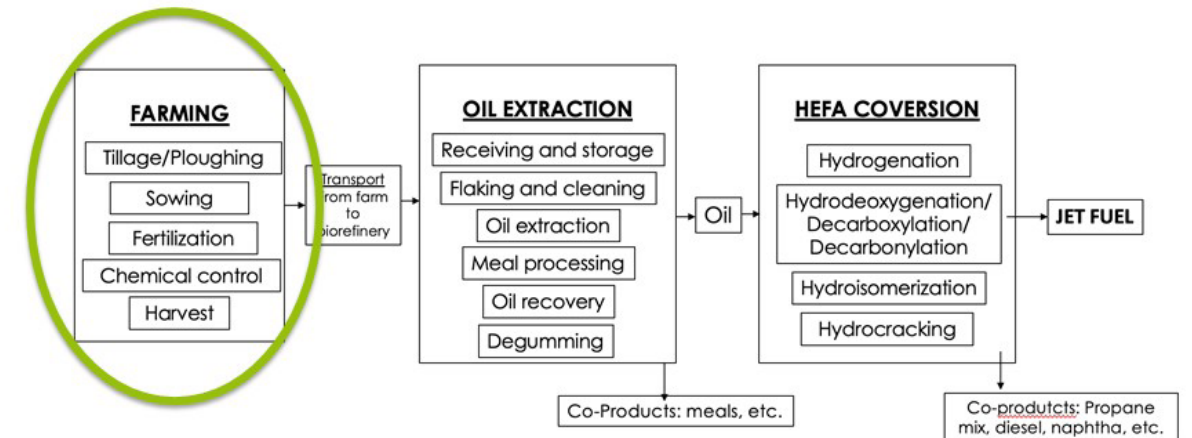 FARMING
Tillage/Ploughing
Sowing
Fertilization
Chemical control
Harvest
Transport
from farm
to
biorefinery
OIL EXTRACTION
Receiving and storage
Flaking and cleaning
Oil extraction
Meal processing
Oil recovery
Degumming
Co-Products: meals, etc.
Oil
HEFA COVERSION
Hydrogenation
Hydrodeoxygenation/
Decarboxylation/
Decarbonylation
Hydroisomerization
Hydrocracking
Co-produtcts: Propane
mix, diesel, naphtha, etc.
JET FUEL